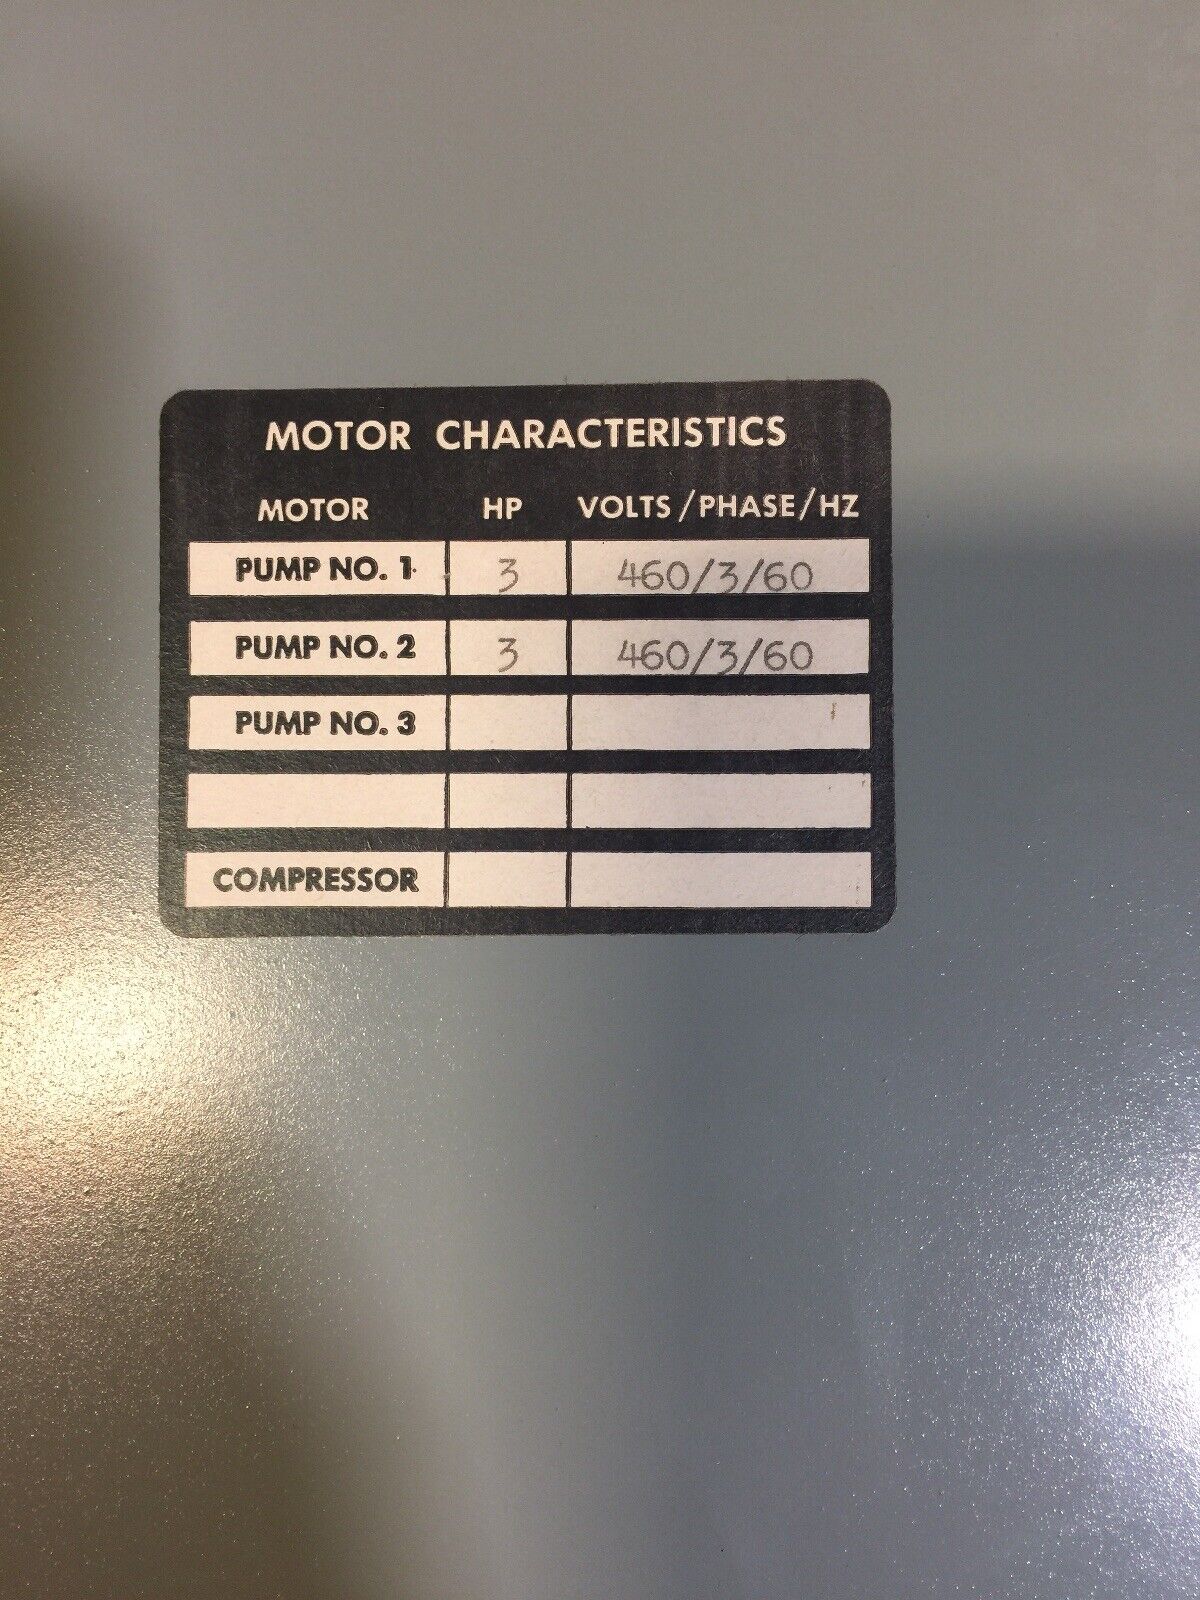 MOTOR CHARACTERISTICS
MOTOR HP VOLTS/PHASE/HZ
PUMP NO. 1 3 460/3/60
PUMP NO. 2 3 460/3/60
PUMP NO. 3
COMPRESSOR